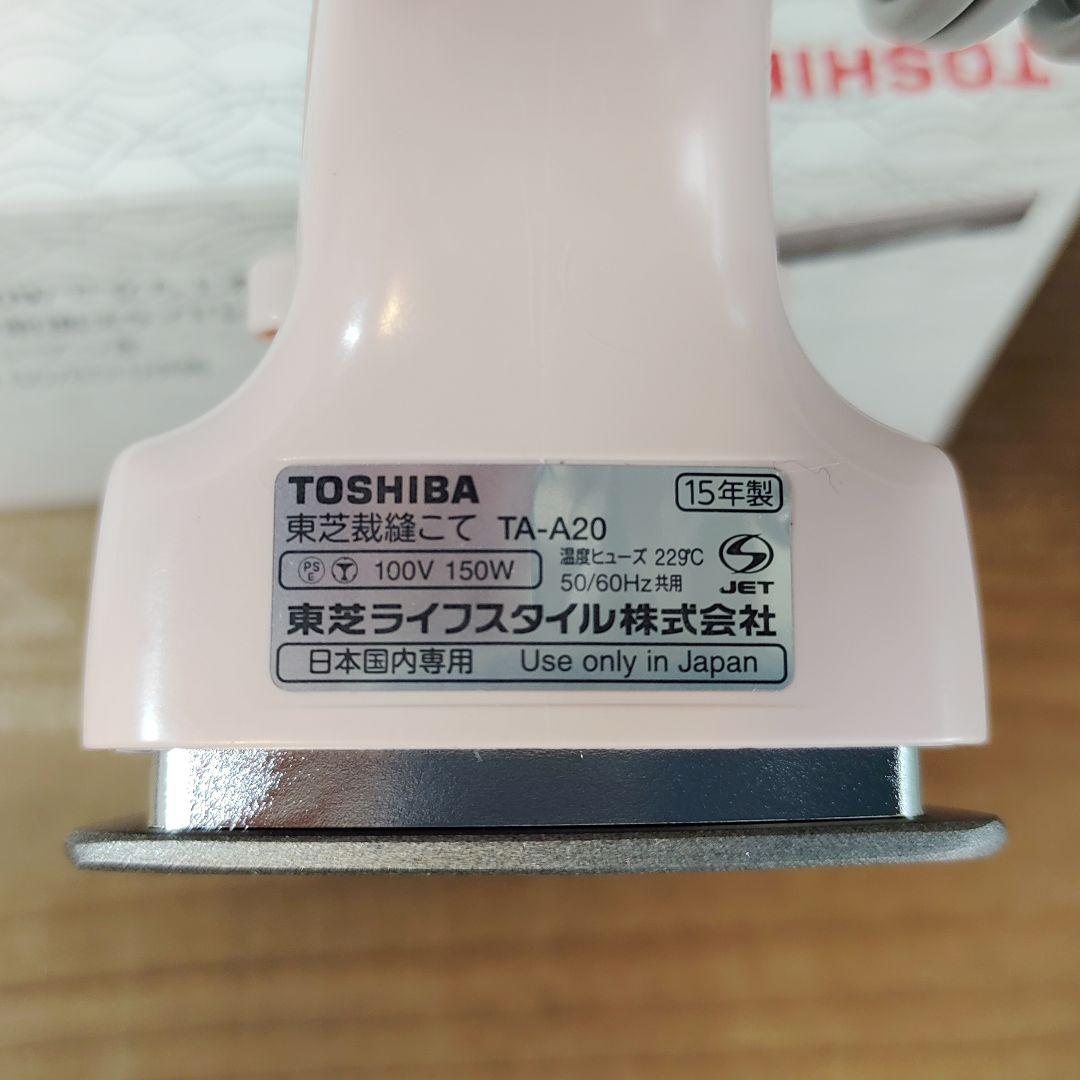 TOSHIBA
TOSHIBA 15年製
東芝裁縫こて TA-A20
PS E 100V 150W
温度ヒューズ 229℃
50/60Hz共用
JET
東芝ライフスタイル株式会社
日本国内専用 Use only in Japan